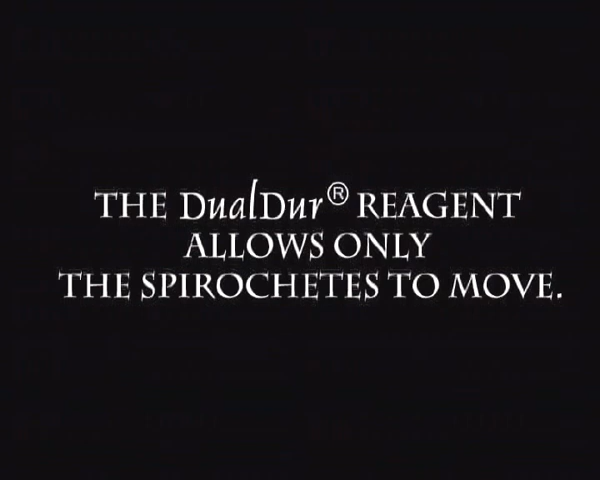 THE DualDur® REAGENT
ALLOWS ONLY
THE SPIROCHETES TO MOVE.